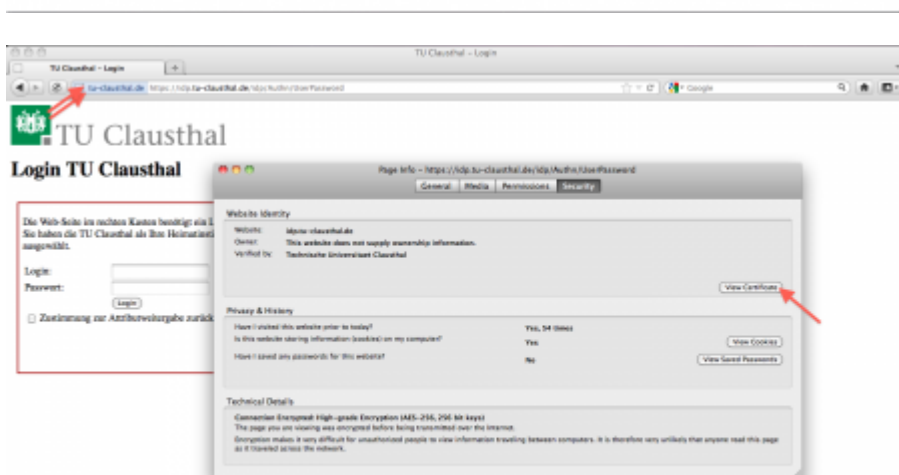 TU Clausthal – Login
TU Clausthal – Login
tu-clausthal.de https://idp.tu-clausthal.de/idp/Authn/UserPassword
Google
TU Clausthal
Login TU Clausthal
Page Info – https://idp.tu-clausthal.de/idp/Authn/UserPassword
General Media Permissions Security
Die Web-Seite im rechten Kasten benötigt ein
Sie haben die TU Clausthal als Ihre
ausgewählt.
Login:
Passwort:
Login
Zustimmung zur Attributweitergabe zurück
Website Identity
Website: idp.tu-clausthal.de
Owner: This website does not supply ownership information.
Verified by: Technische Universitaet Clausthal
View Certificate
Privacy & History
Have I visited this website prior to today? Yes, 54 times
Is this website storing information (cookies) on my computer? Yes View Cookies
Have I saved any passwords for this website? No View Saved Passwords
Technical Details
Connection Encrypted: High-grade Encryption (AES-256, 256 bit keys)
The page you are viewing was encrypted before being transmitted over the Internet.
Encryption makes it very difficult for unauthorized people to view information traveling between computers. It is therefore very unlikely that anyone read this page
as it traveled across the network.